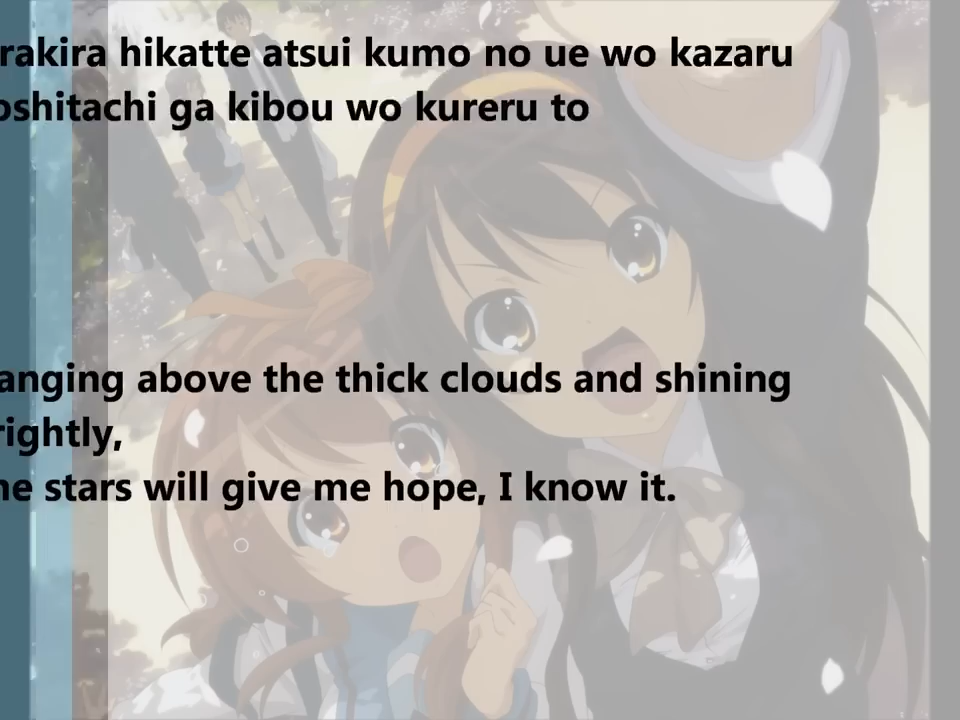 rakira hikatte atsui kumo no ue wo kazaru
oshitachi ga kibou wo kureru to
anging above the thick clouds and shining
rightly,
he stars will give me hope, I know it.